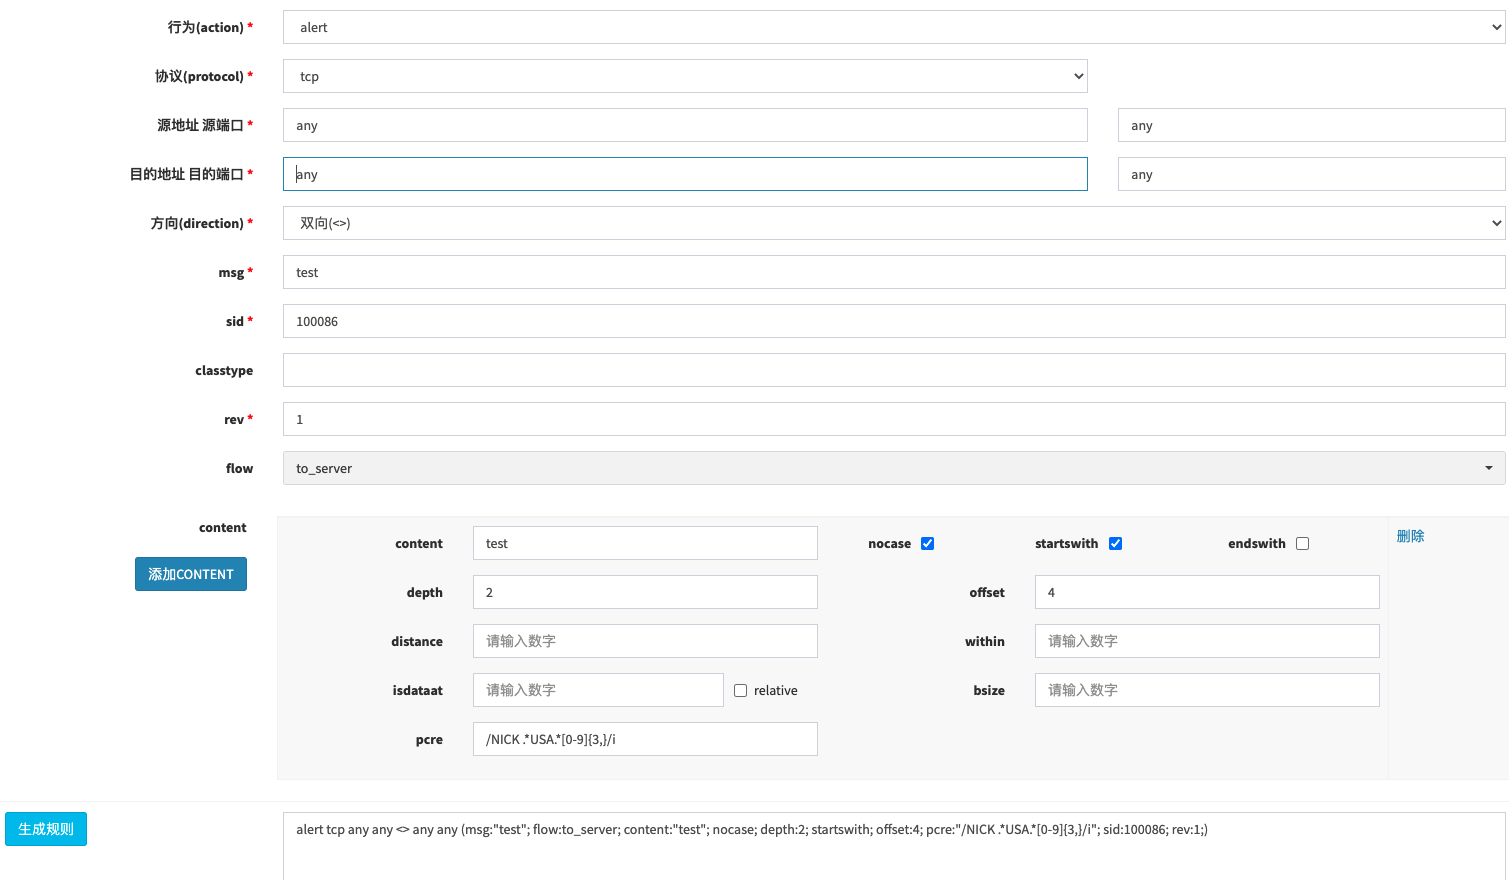 行为(action) * alert
协议(protocol) * tcp
源地址 源端口 * any any
目的地址 目的端口 * any any
方向(direction) * 双向(<>)
msg * test
sid * 100086
classtype
rev * 1
flow to_server
content
添加CONTENT
content test nocase startswith endswith 删除
depth 2 offset 4
distance 请输入数字 within 请输入数字
isdataat 请输入数字 relative bsize 请输入数字
pcre /NICK .*USA.*[0-9]{3,}/i
生成规则 alert tcp any any <> any any (msg:"test"; flow:to_server; content:"test"; nocase; depth:2; startswith; offset:4; pcre:"/NICK .*USA.*[0-9]{3,}/i"; sid:100086; rev:1;)